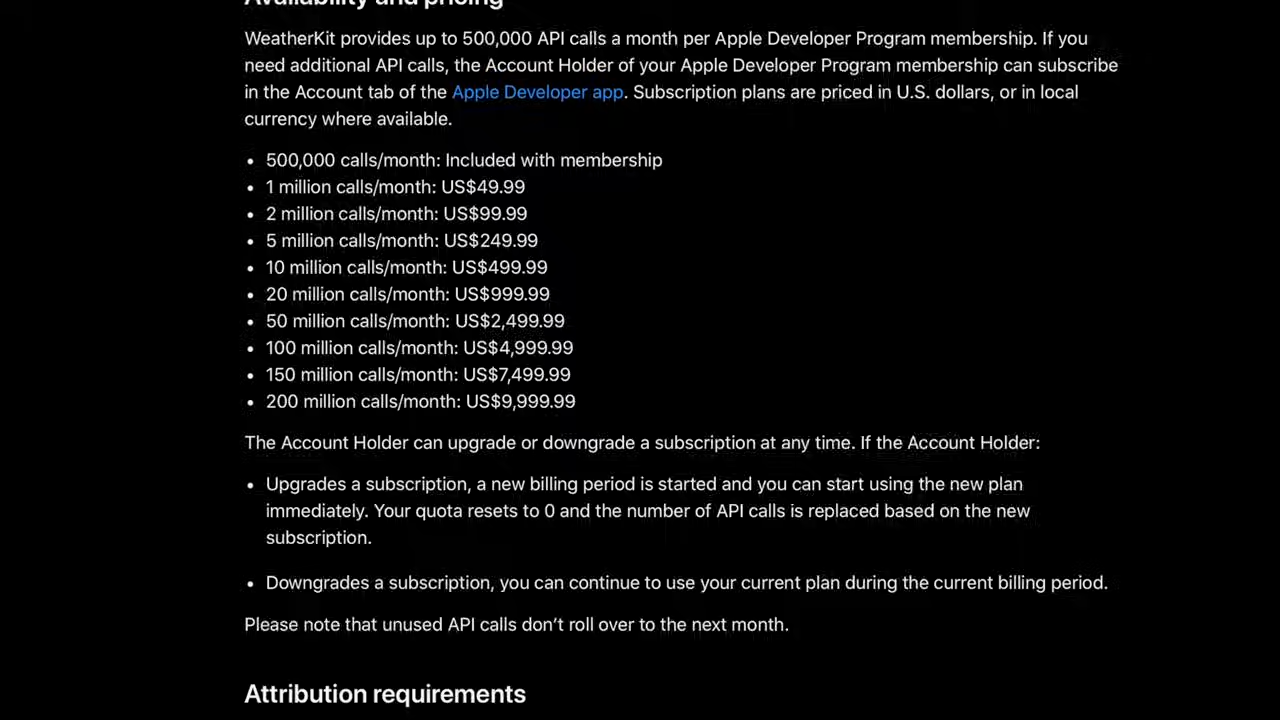 Availability and pricing
WeatherKit provides up to 500,000 API calls a month per Apple Developer Program membership. If you
need additional API calls, the Account Holder of your Apple Developer Program membership can subscribe
in the Account tab of the Apple Developer app. Subscription plans are priced in U.S. dollars, or in local
currency where available.
• 500,000 calls/month: Included with membership
• 1 million calls/month: US$49.99
• 2 million calls/month: US$99.99
• 5 million calls/month: US$249.99
• 10 million calls/month: US$499.99
• 20 million calls/month: US$999.99
• 50 million calls/month: US$2,499.99
• 100 million calls/month: US$4,999.99
• 150 million calls/month: US$7,499.99
• 200 million calls/month: US$9,999.99
The Account Holder can upgrade or downgrade a subscription at any time. If the Account Holder:
• Upgrades a subscription, a new billing period is started and you can start using the new plan
immediately. Your quota resets to 0 and the number of API calls is replaced based on the new
subscription.
• Downgrades a subscription, you can continue to use your current plan during the current billing period.
Please note that unused API calls don’t roll over to the next month.
Attribution requirements